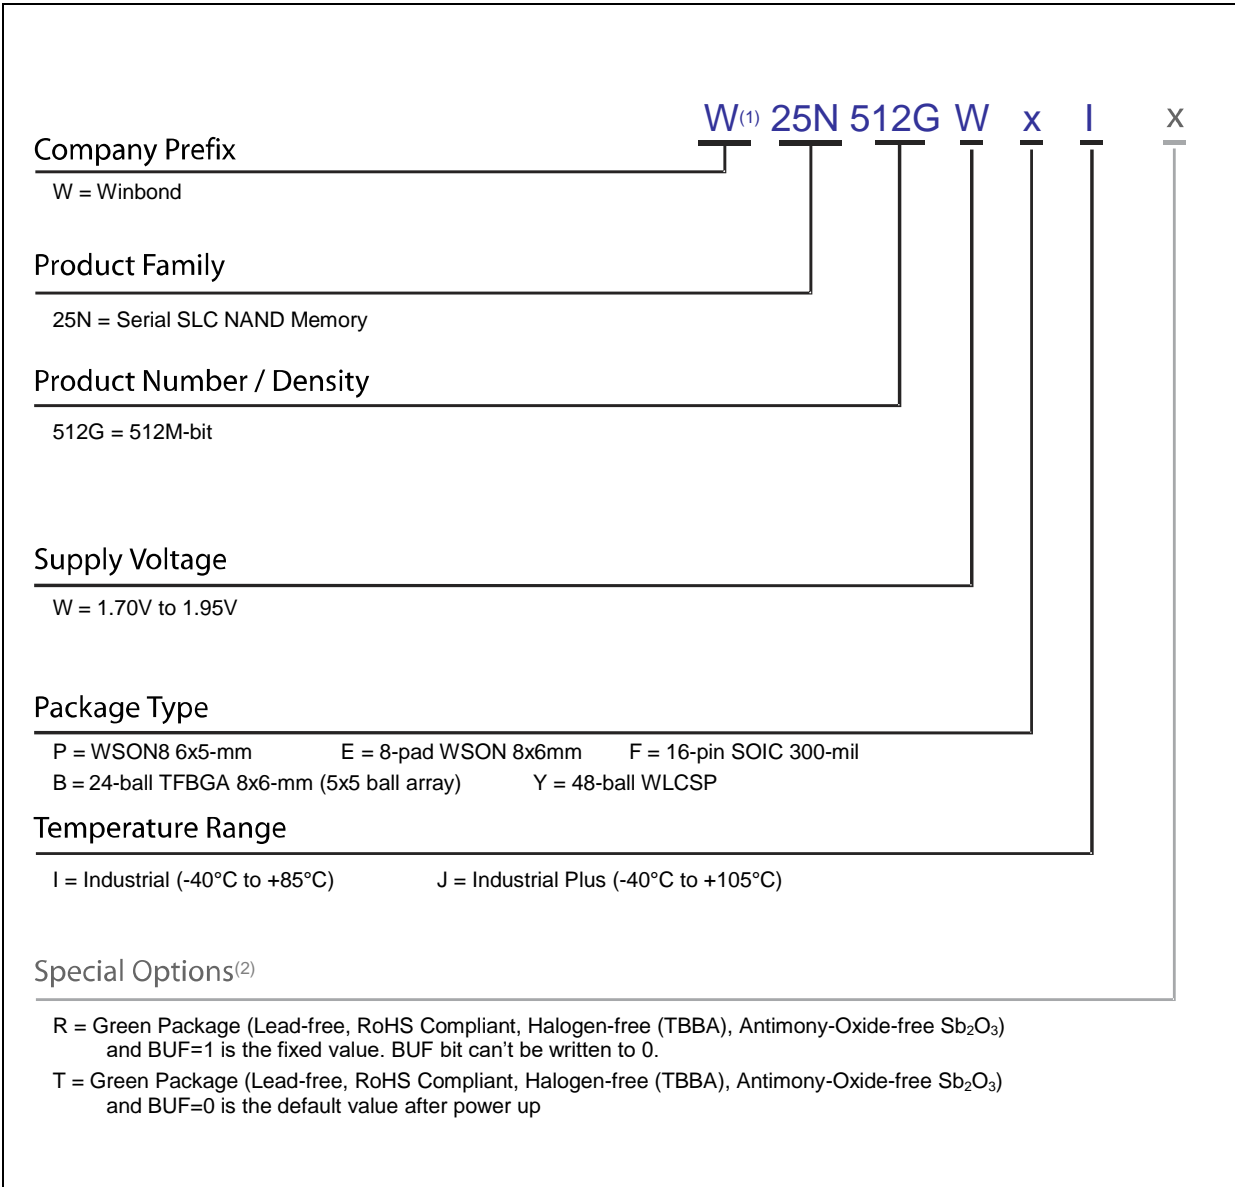 W(1) 25N 512G W x I x
Company Prefix
W = Winbond
Product Family
25N = Serial SLC NAND Memory
Product Number / Density
512G = 512M-bit
Supply Voltage
W = 1.70V to 1.95V
Package Type
P = WSON8 6x5-mm E = 8-pad WSON 8x6mm F = 16-pin SOIC 300-mil
B = 24-ball TFBGA 8x6-mm (5x5 ball array) Y = 48-ball WLCSP
Temperature Range
I = Industrial (-40°C to +85°C) J = Industrial Plus (-40°C to +105°C)
Special Options(2)
R = Green Package (Lead-free, RoHS Compliant, Halogen-free (TBBA), Antimony-Oxide-free Sb₂O₃)
and BUF=1 is the fixed value. BUF bit can’t be written to 0.
T = Green Package (Lead-free, RoHS Compliant, Halogen-free (TBBA), Antimony-Oxide-free Sb₂O₃)
and BUF=0 is the default value after power up